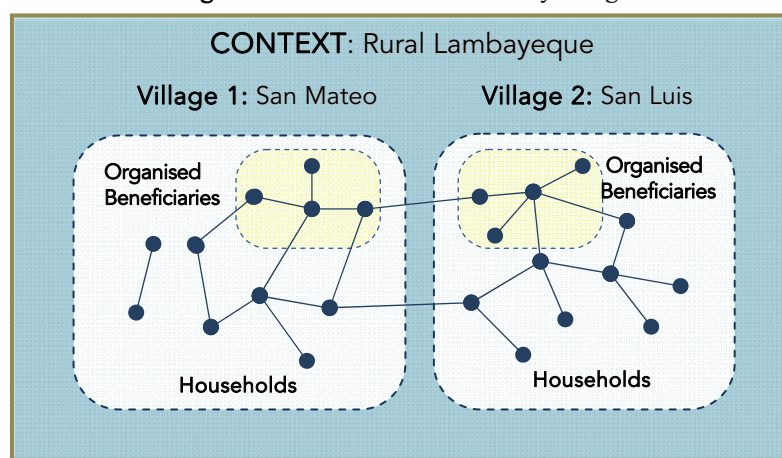 CONTEXT: Rural Lambayeque
Village 1: San Mateo
Village 2: San Luis
Organised
Beneficiaries
Organised
Beneficiaries
Households
Households